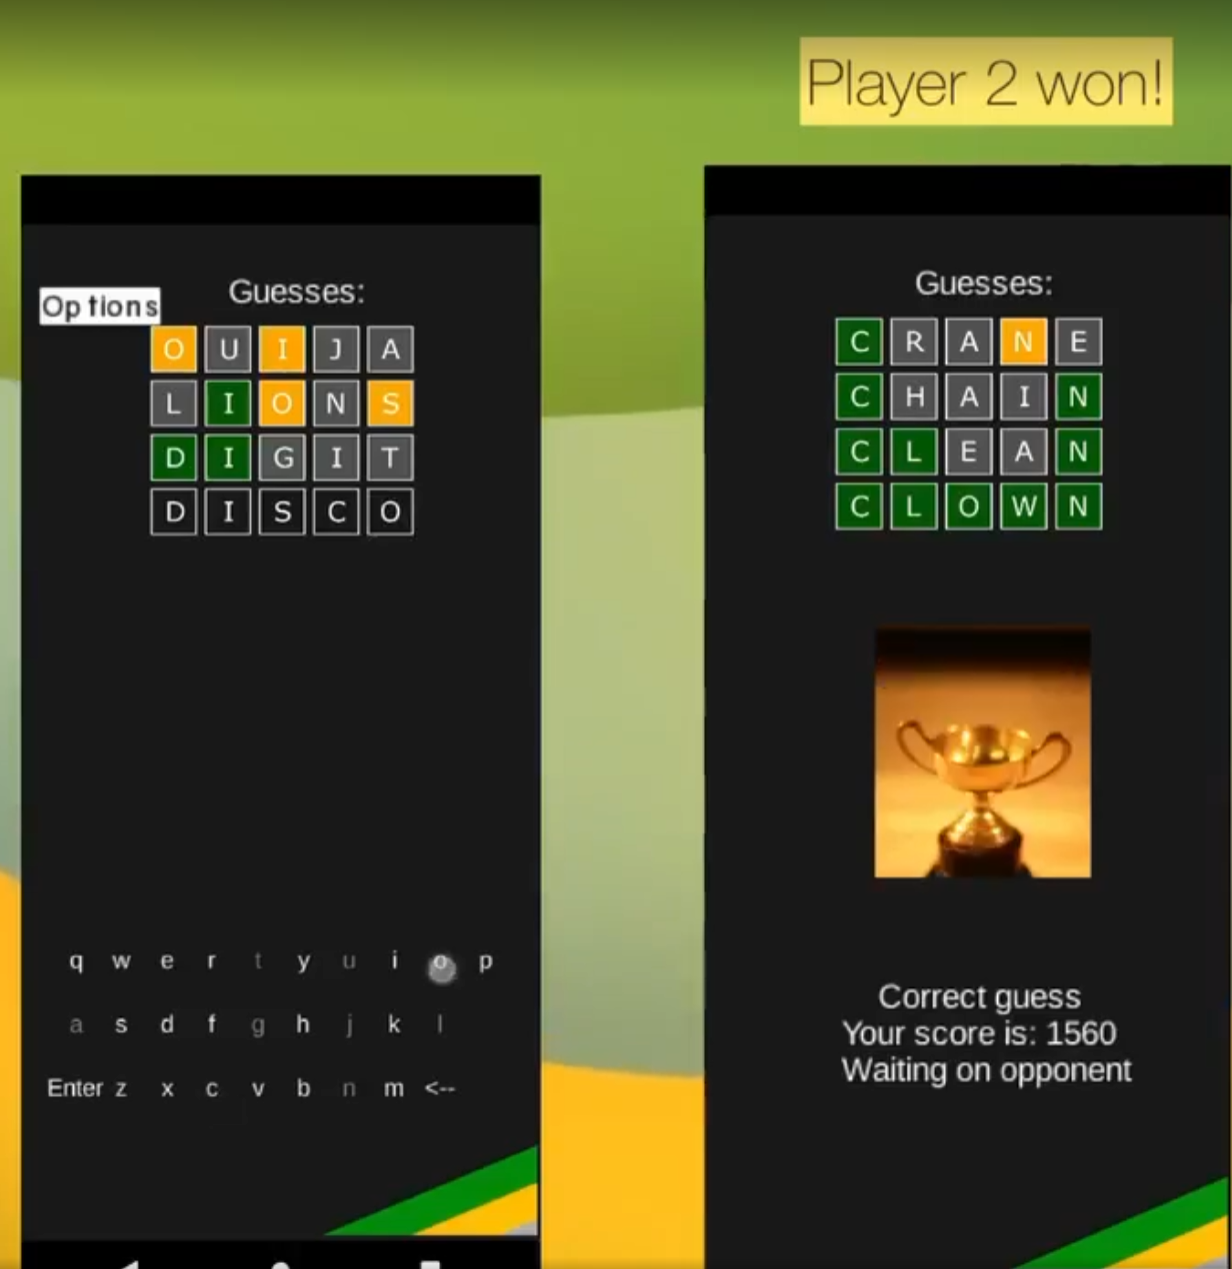 Player 2 won!
Options
Guesses:
O U I J A
L I O N S
D I G I T
D I S C O
q w e r t y u i o p
a s d f g h j k l
Enter z x c v b n m <--
Guesses:
C R A N E
C H A I N
C L E A N
C L O W N
Correct guess
Your score is: 1560
Waiting on opponent